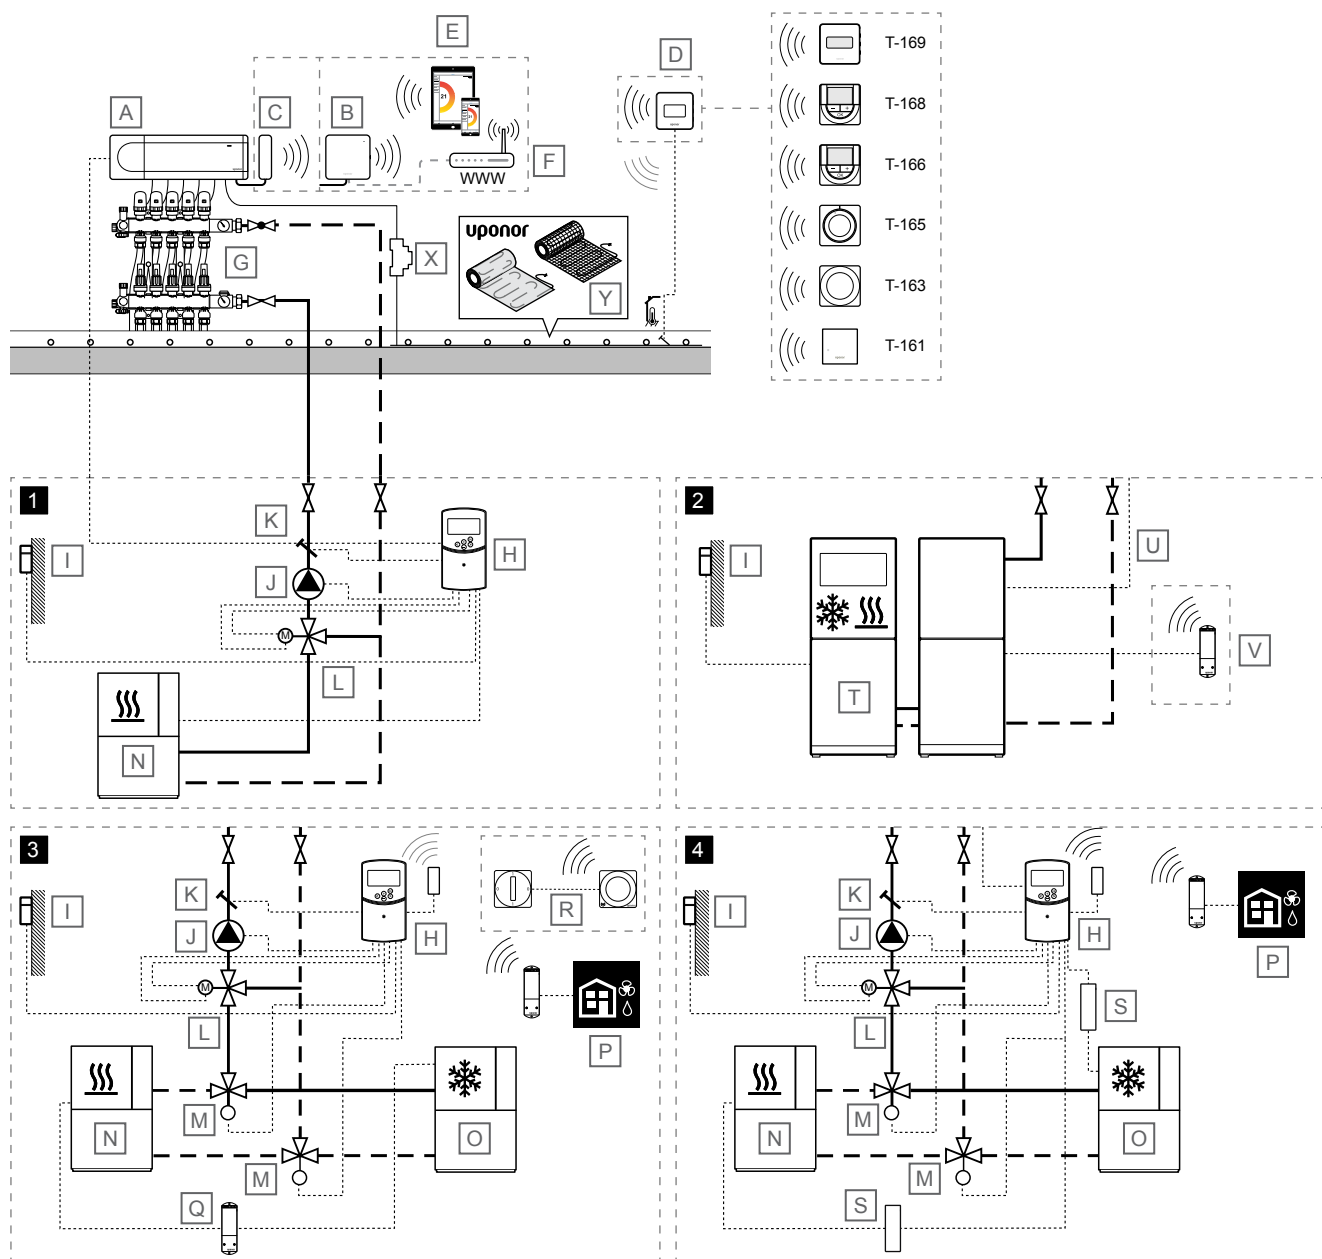 E
D
T-169
A
C
B
T-168
F
WWW
T-166
uponor
T-165
G
X
Y
T-163
T-161
1
K
I
H
J
M
L
N
2
I
U
V
T
3
K
I
R
J
H
M
L
P
N
M
O
M
Q
4
K
I
P
J
H
M
S
L
N
M
O
M
S